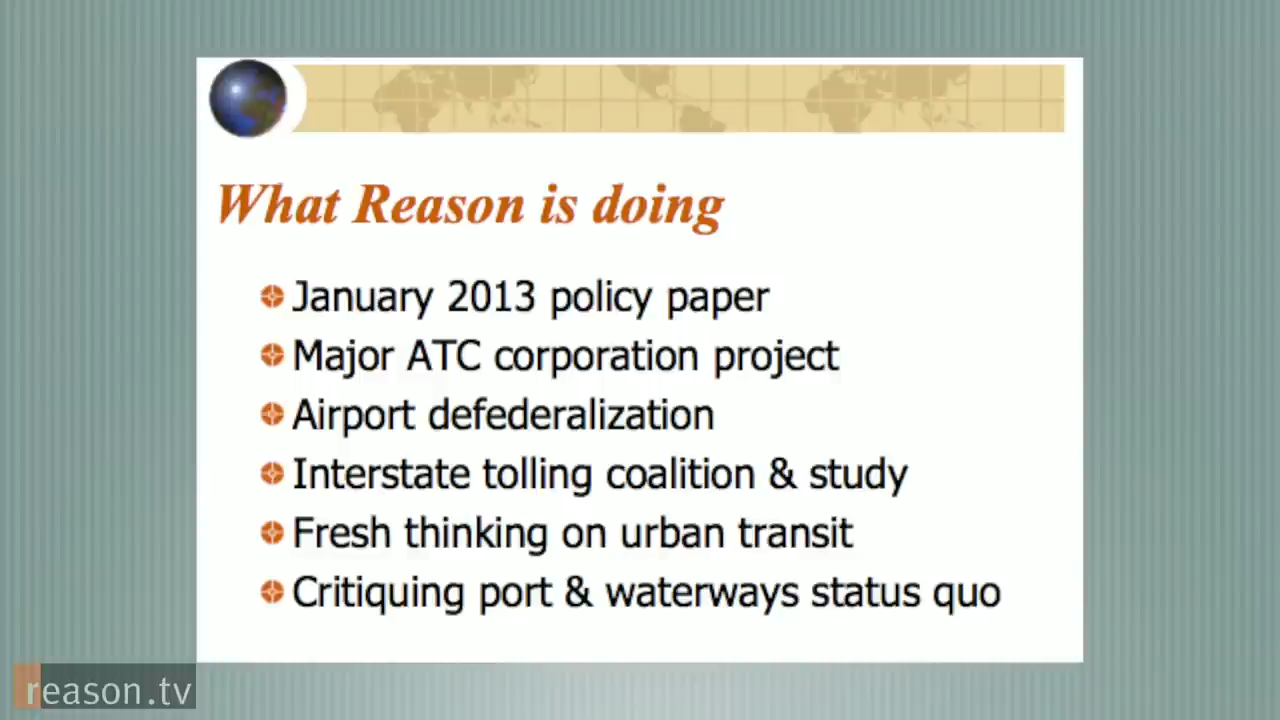 What Reason is doing
January 2013 policy paper
Major ATC corporation project
Airport defederalization
Interstate tolling coalition & study
Fresh thinking on urban transit
Critiquing port & waterways status quo
reason.tv